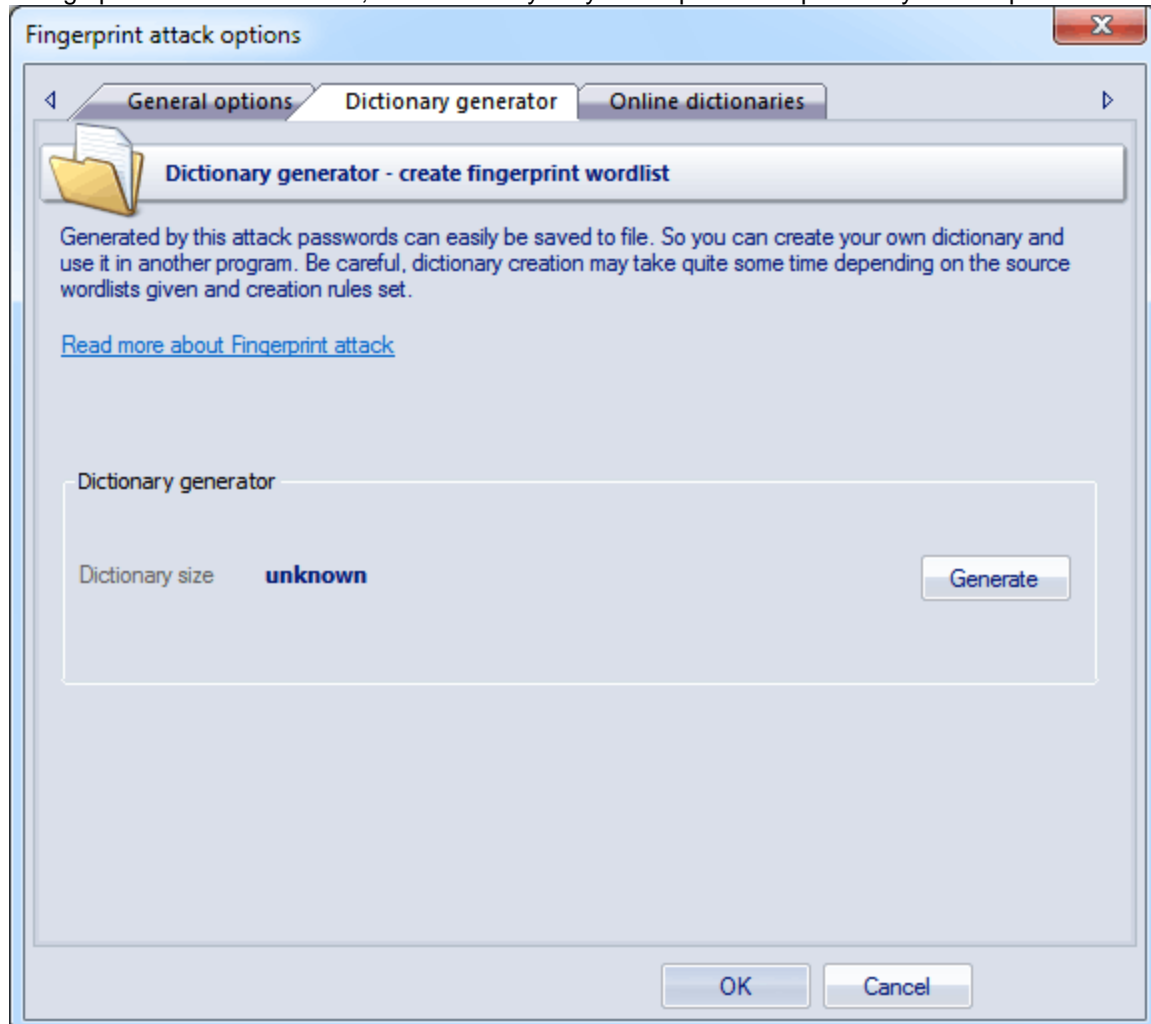 Fingerprint attack options
X
General options
Dictionary generator
Online dictionaries
Dictionary generator - create fingerprint wordlist
Generated by this attack passwords can easily be saved to file. So you can create your own dictionary and
use it in another program. Be careful, dictionary creation may take quite some time depending on the source
wordlists given and creation rules set.
Read more about Fingerprint attack
Dictionary generator
Dictionary size unknown
Generate
OK
Cancel